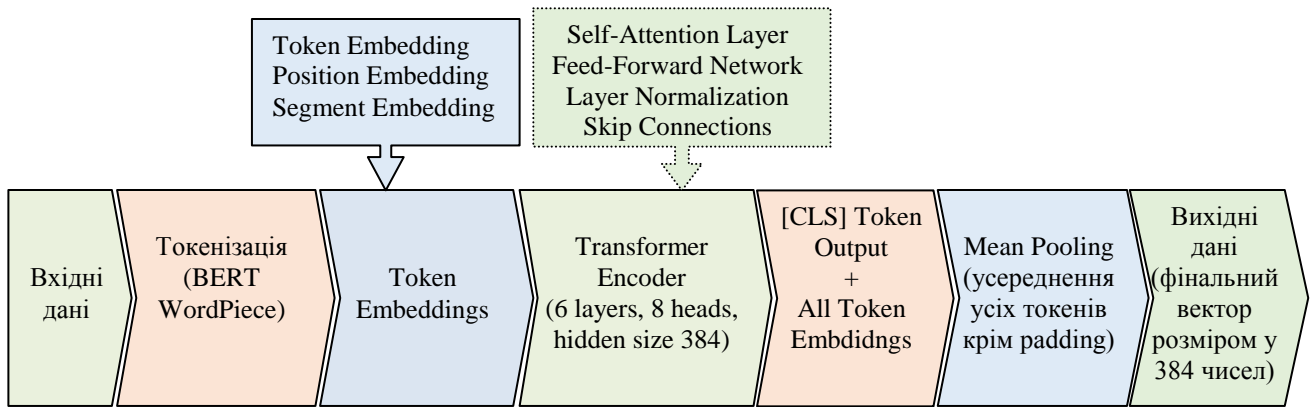 Token Embedding
Position Embedding
Segment Embedding
Self-Attention Layer
Feed-Forward Network
Layer Normalization
Skip Connections
Вхідні
дані
Токенізація
(BERT
WordPiece)
Token
Embeddings
Transformer
Encoder
(6 layers, 8 heads,
hidden size 384)
[CLS] Token
Output
+
All Token
Embdidngs
Mean Pooling
(усереднення
усіх токенів
крім padding)
Вихідні
дані
(фінальний
вектор
розміром у
384 чисел)